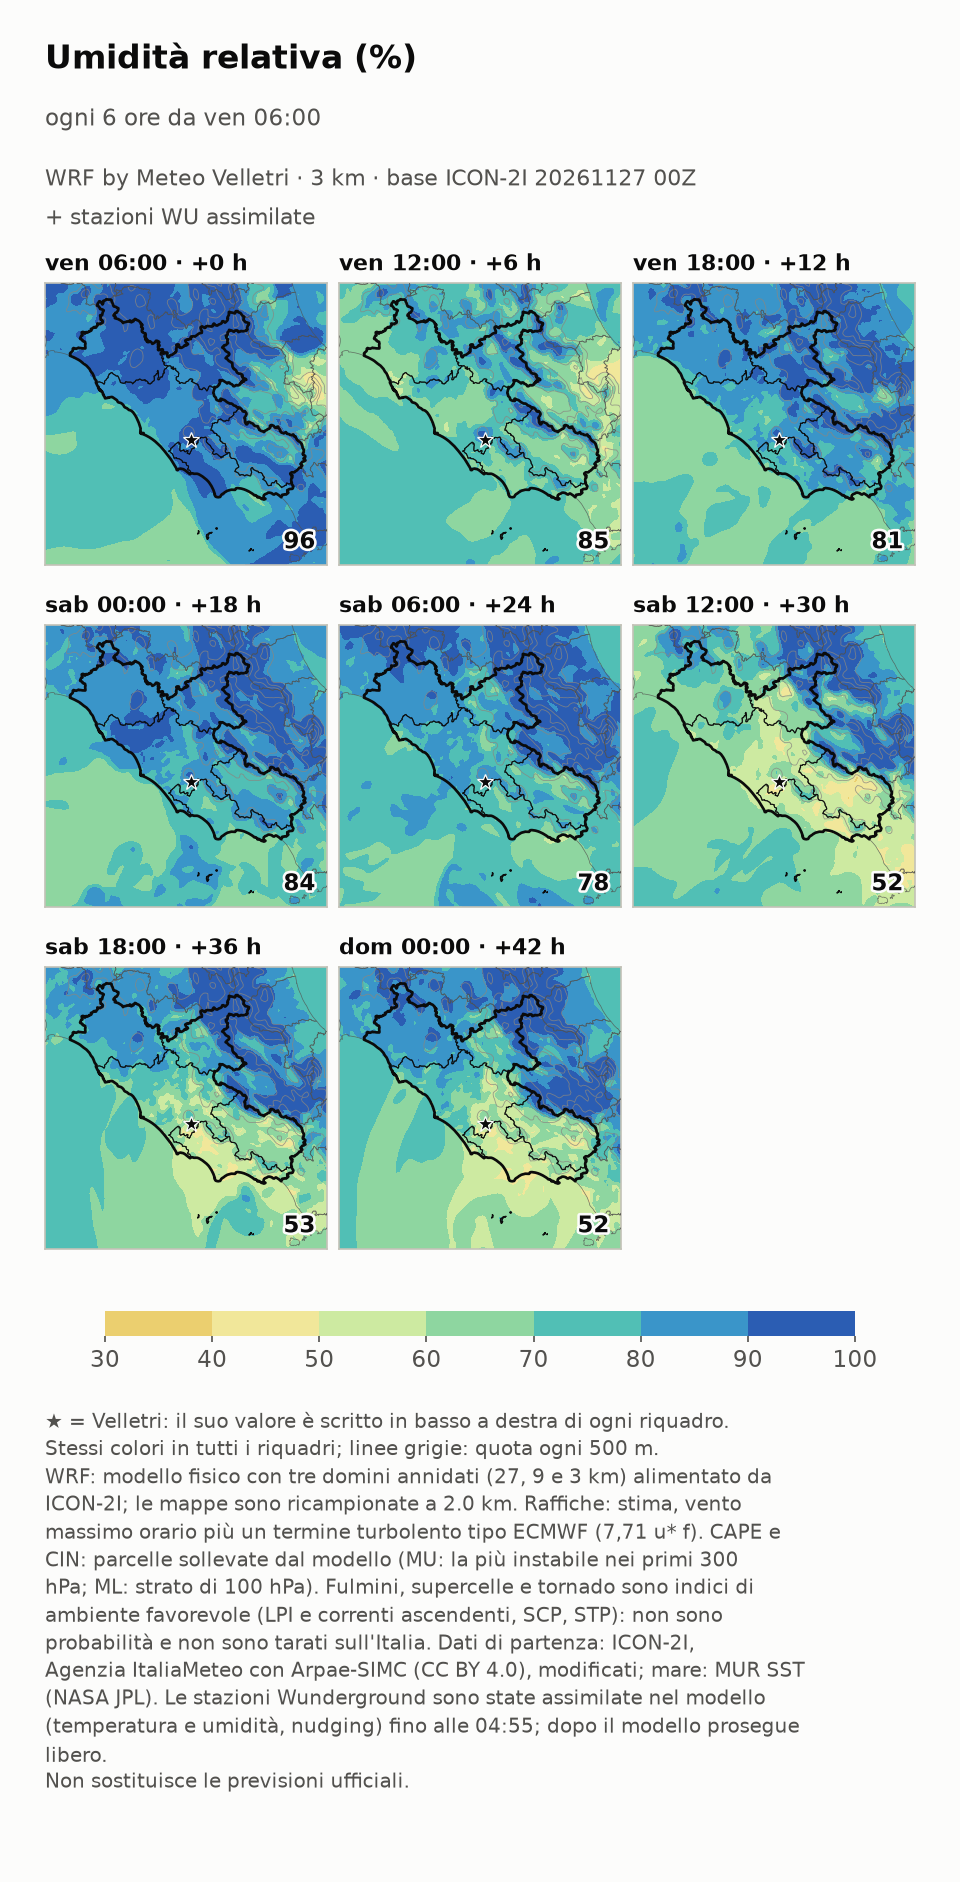 Umidità relativa (%)
ogni 6 ore da ven 06:00
WRF by Meteo Velletri · 3 km · base ICON-2I 20261127 00Z
+ stazioni WU assimilate
ven 06:00 · +0 h
ven 12:00 · +6 h
ven 18:00 · +12 h
96
85
81
sab 00:00 · +18 h
sab 06:00 · +24 h
sab 12:00 · +30 h
84
78
52
sab 18:00 · +36 h
dom 00:00 · +42 h
53
52
30 40 50 60 70 80 90 100
★ = Velletri: il suo valore è scritto in basso a destra di ogni riquadro.
Stessi colori in tutti i riquadri; linee grigie: quota ogni 500 m.
WRF: modello fisico con tre domini annidati (27, 9 e 3 km) alimentato da
ICON-2I; le mappe sono ricampionate a 2.0 km. Raffiche: stima, vento
massimo orario più un termine turbolento tipo ECMWF (7,71 u* f). CAPE e
CIN: parcelle sollevate dal modello (MU: la più instabile nei primi 300
hPa; ML: strato di 100 hPa). Fulmini, supercelle e tornado sono indici di
ambiente favorevole (LPI e correnti ascendenti, SCP, STP): non sono
probabilità e non sono tarati sull'Italia. Dati di partenza: ICON-2I,
Agenzia ItaliaMeteo con Arpae-SIMC (CC BY 4.0), modificati; mare: MUR SST
(NASA JPL). Le stazioni Wunderground sono state assimilate nel modello
(temperatura e umidità, nudging) fino alle 04:55; dopo il modello prosegue
libero.
Non sostituisce le previsioni ufficiali.